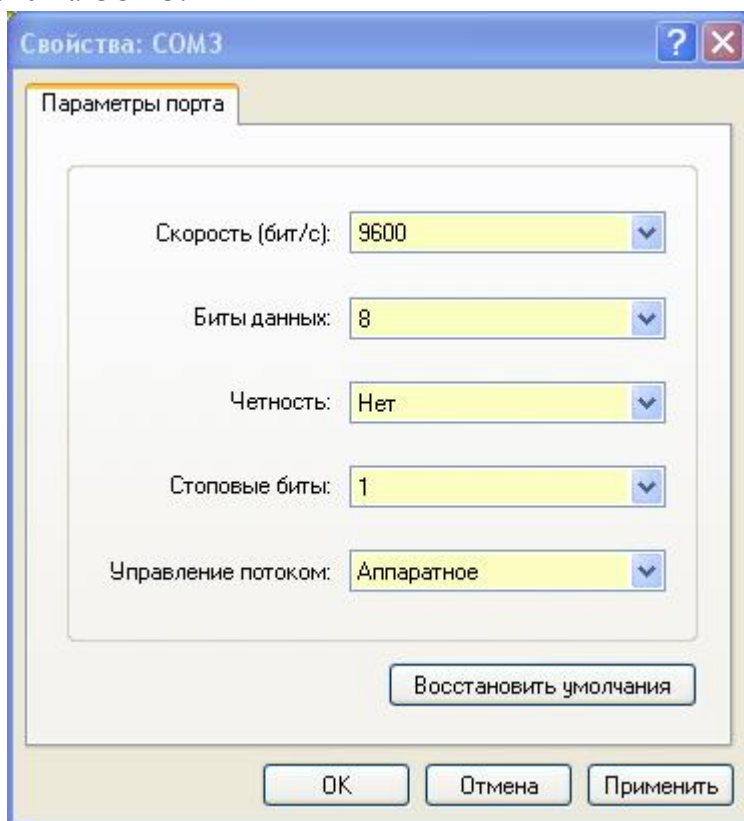 Свойства: COM3
Параметры порта
Скорость (бит/с): 9600
Биты данных: 8
Четность: Нет
Стоповые биты: 1
Управление потоком: Аппаратное
Восстановить умолчания
OK Отмена Применить